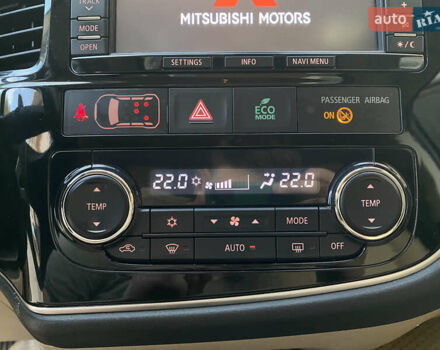 TRACK
MODE
OPEN
MITSUBISHI MOTORS
auto RIA
SETTINGS
INFO
NAVI MENU
ECO
MODE
PASSENGER AIRBAG
ON
22.0
22.0
TEMP
TEMP
MODE
AUTO
OFF